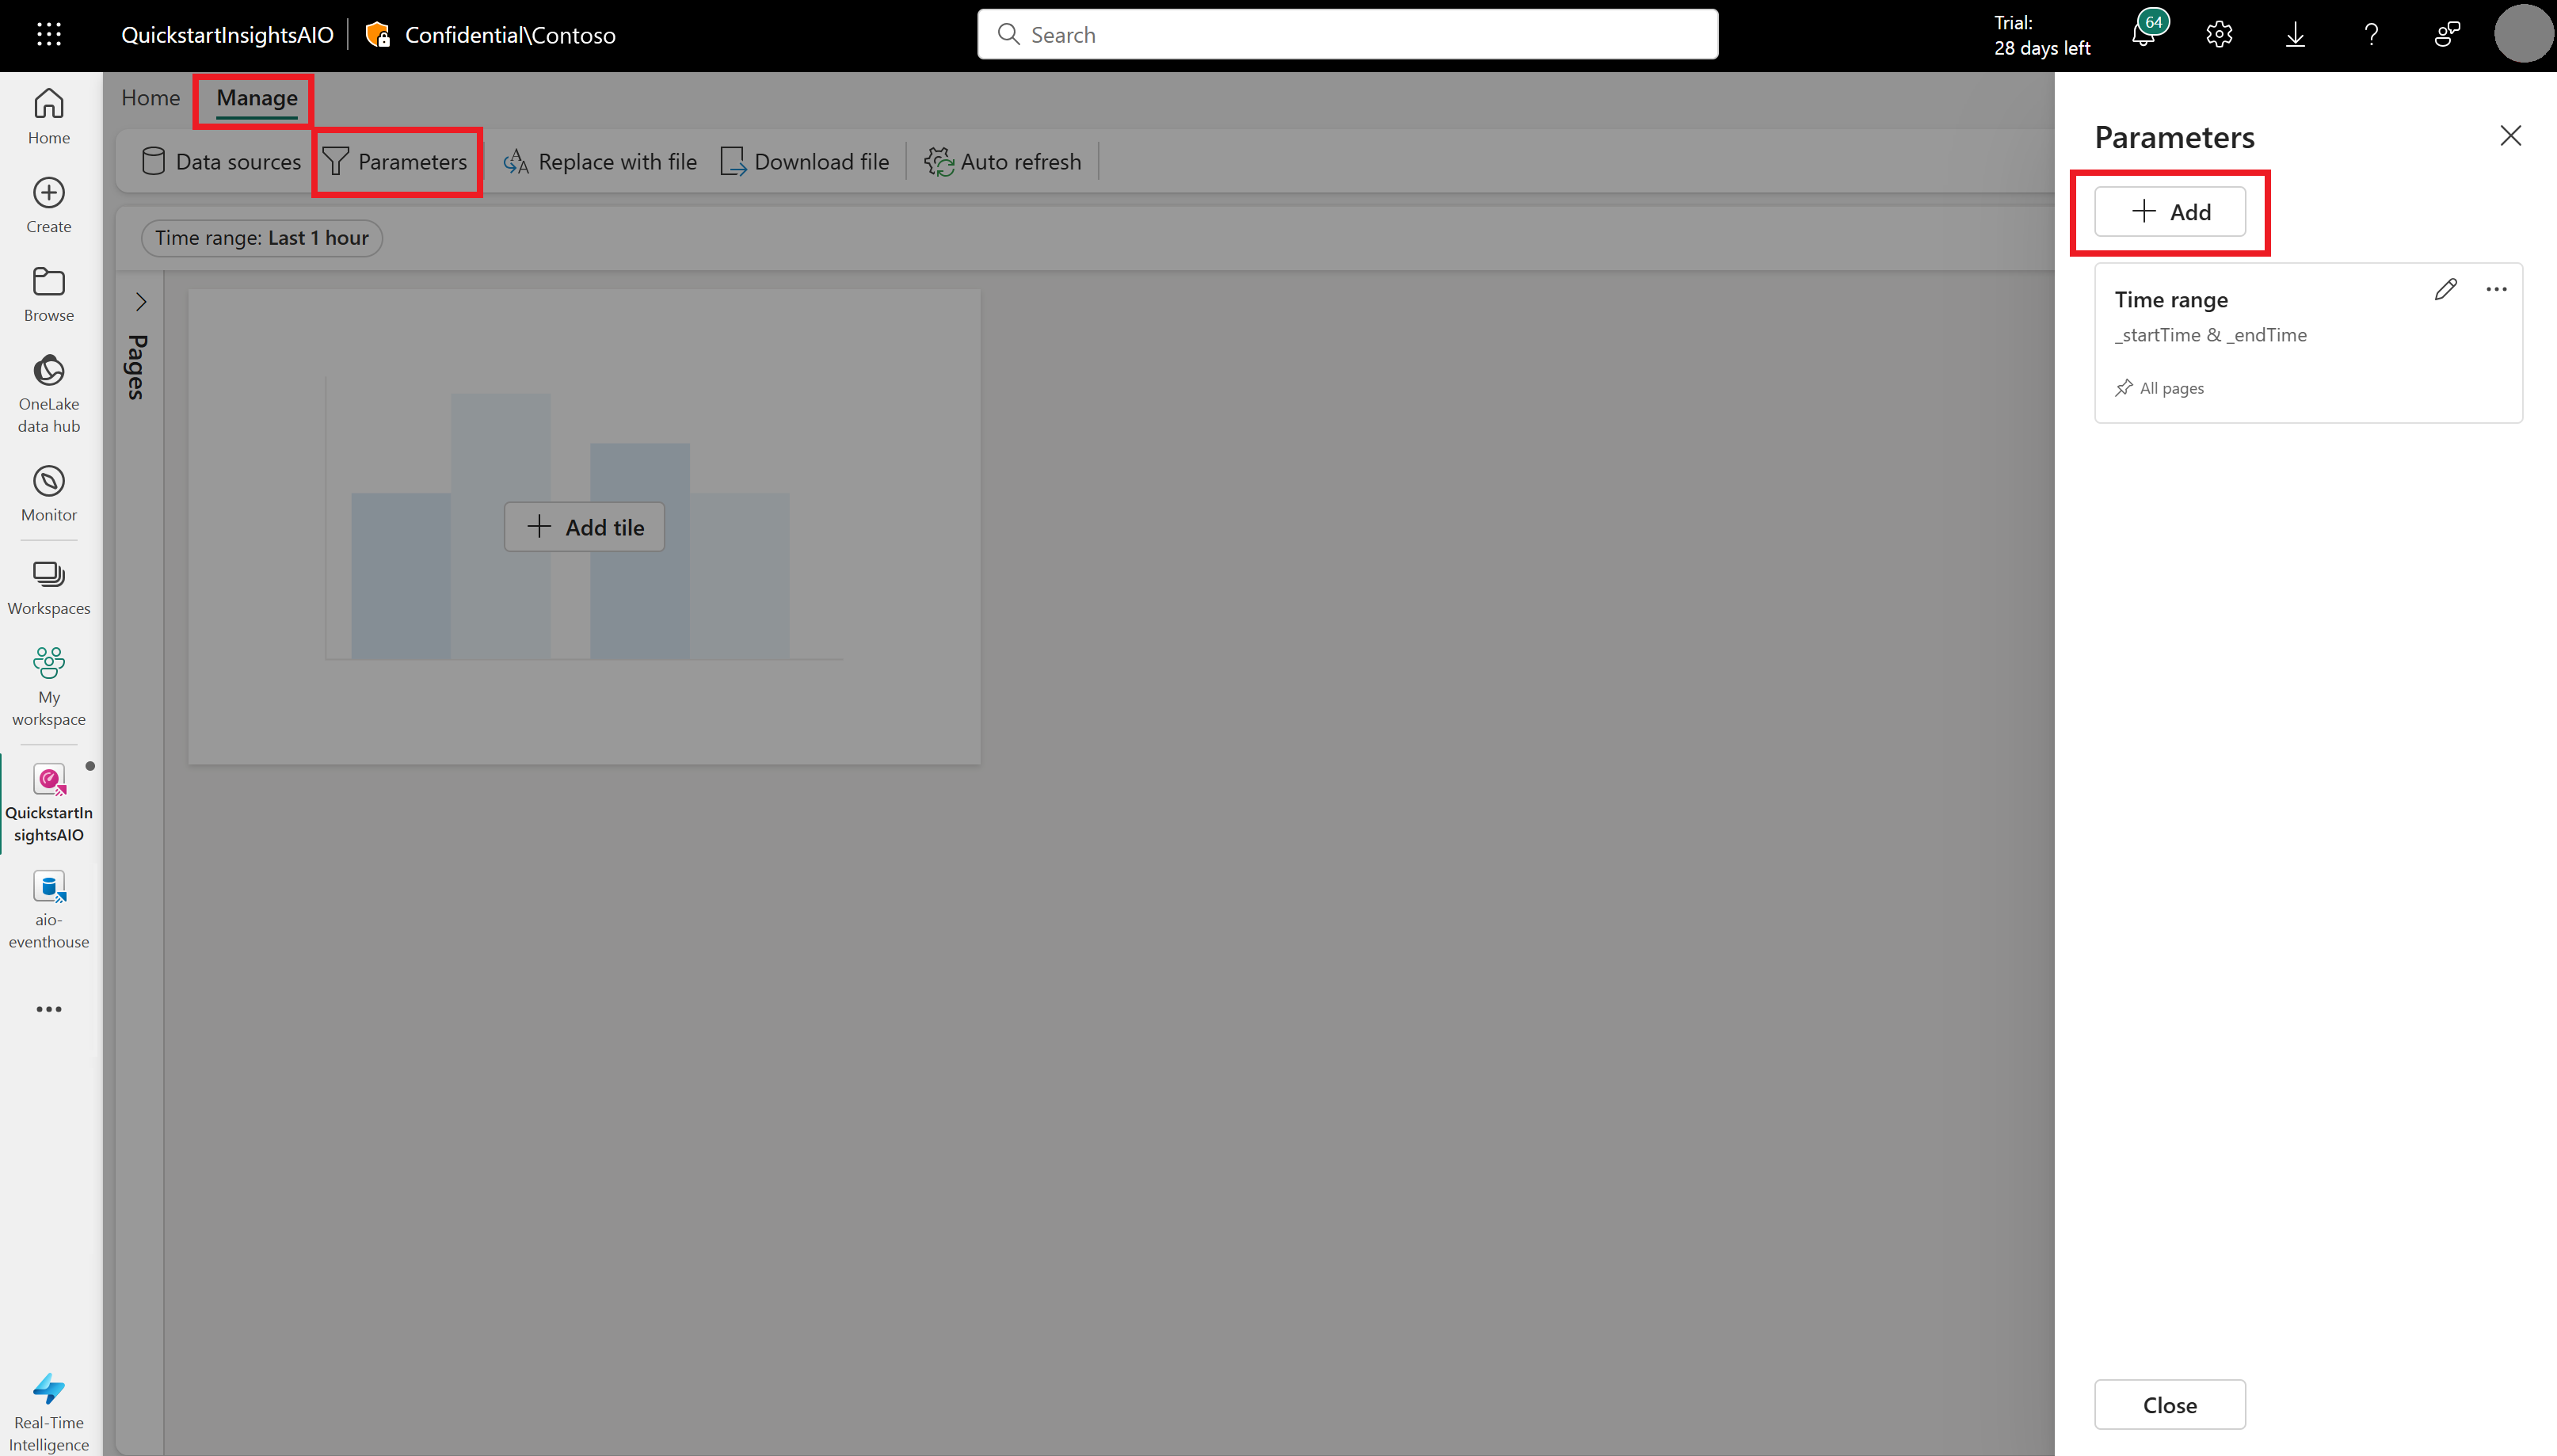 QuickstartInsightsAIO
Confidential\Contoso
Search
Trial:
28 days left
64
Home
Create
Browse
OneLake
data hub
Monitor
Workspaces
My
workspace
QuickstartIn
sightsAIO
aio-
eventhouse
Real-Time
Intelligence
Home
Manage
Data sources
Parameters
Replace with file
Download file
Auto refresh
Time range: Last 1 hour
Pages
Add tile
Parameters
Add
Time range
_startTime & _endTime
All pages
Close